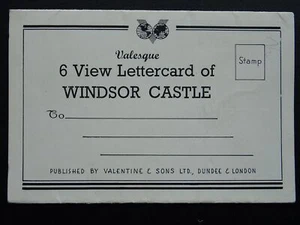 Valesque
6 View Lettercard of
WINDSOR CASTLE
Stamp
To
PUBLISHED BY VALENTINE & SONS LTD., DUNDEE & LONDON